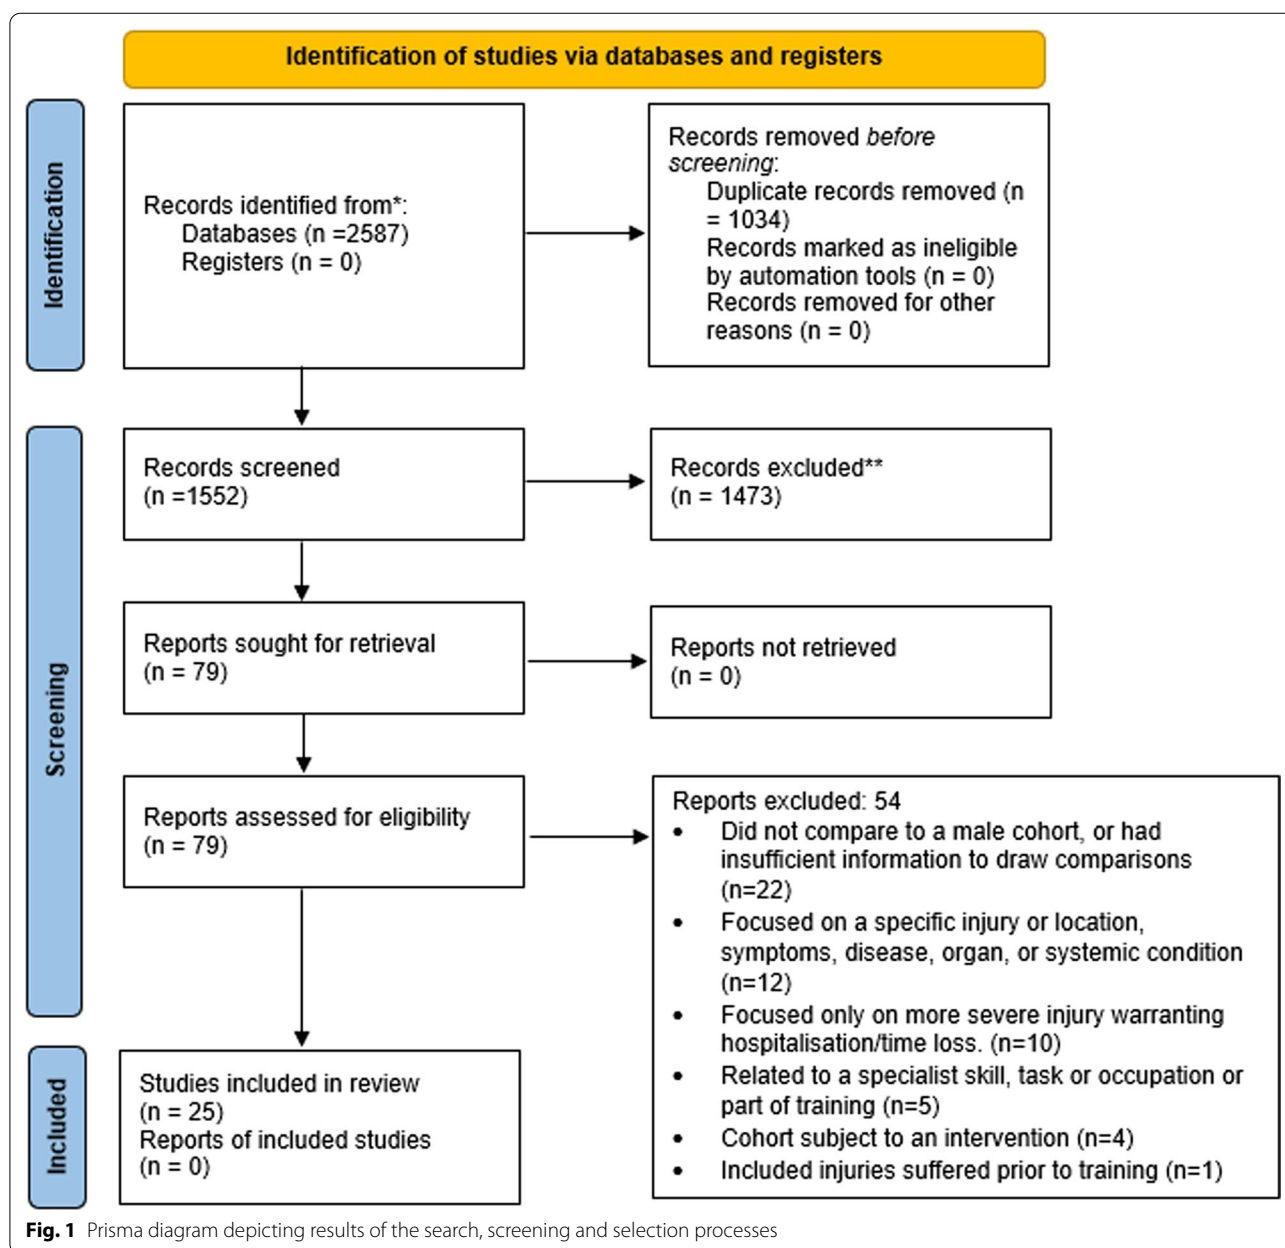 Identification of studies via databases and registers
Identification
Records identified from*:
Databases (n =2587)
Registers (n = 0)
Records removed before
screening:
Duplicate records removed (n
= 1034)
Records marked as ineligible
by automation tools (n = 0)
Records removed for other
reasons (n = 0)
Screening
Records screened
(n =1552)
Records excluded**
(n = 1473)
Reports sought for retrieval
(n = 79)
Reports not retrieved
(n = 0)
Reports assessed for eligibility
(n = 79)
Reports excluded: 54
• Did not compare to a male cohort, or had
insufficient information to draw comparisons
(n=22)
• Focused on a specific injury or location,
symptoms, disease, organ, or systemic condition
(n=12)
• Focused only on more severe injury warranting
hospitalisation/time loss. (n=10)
• Related to a specialist skill, task or occupation or
part of training (n=5)
• Cohort subject to an intervention (n=4)
• Included injuries suffered prior to training (n=1)
Included
Studies included in review
(n = 25)
Reports of included studies
(n = 0)
Fig. 1 Prisma diagram depicting results of the search, screening and selection processes